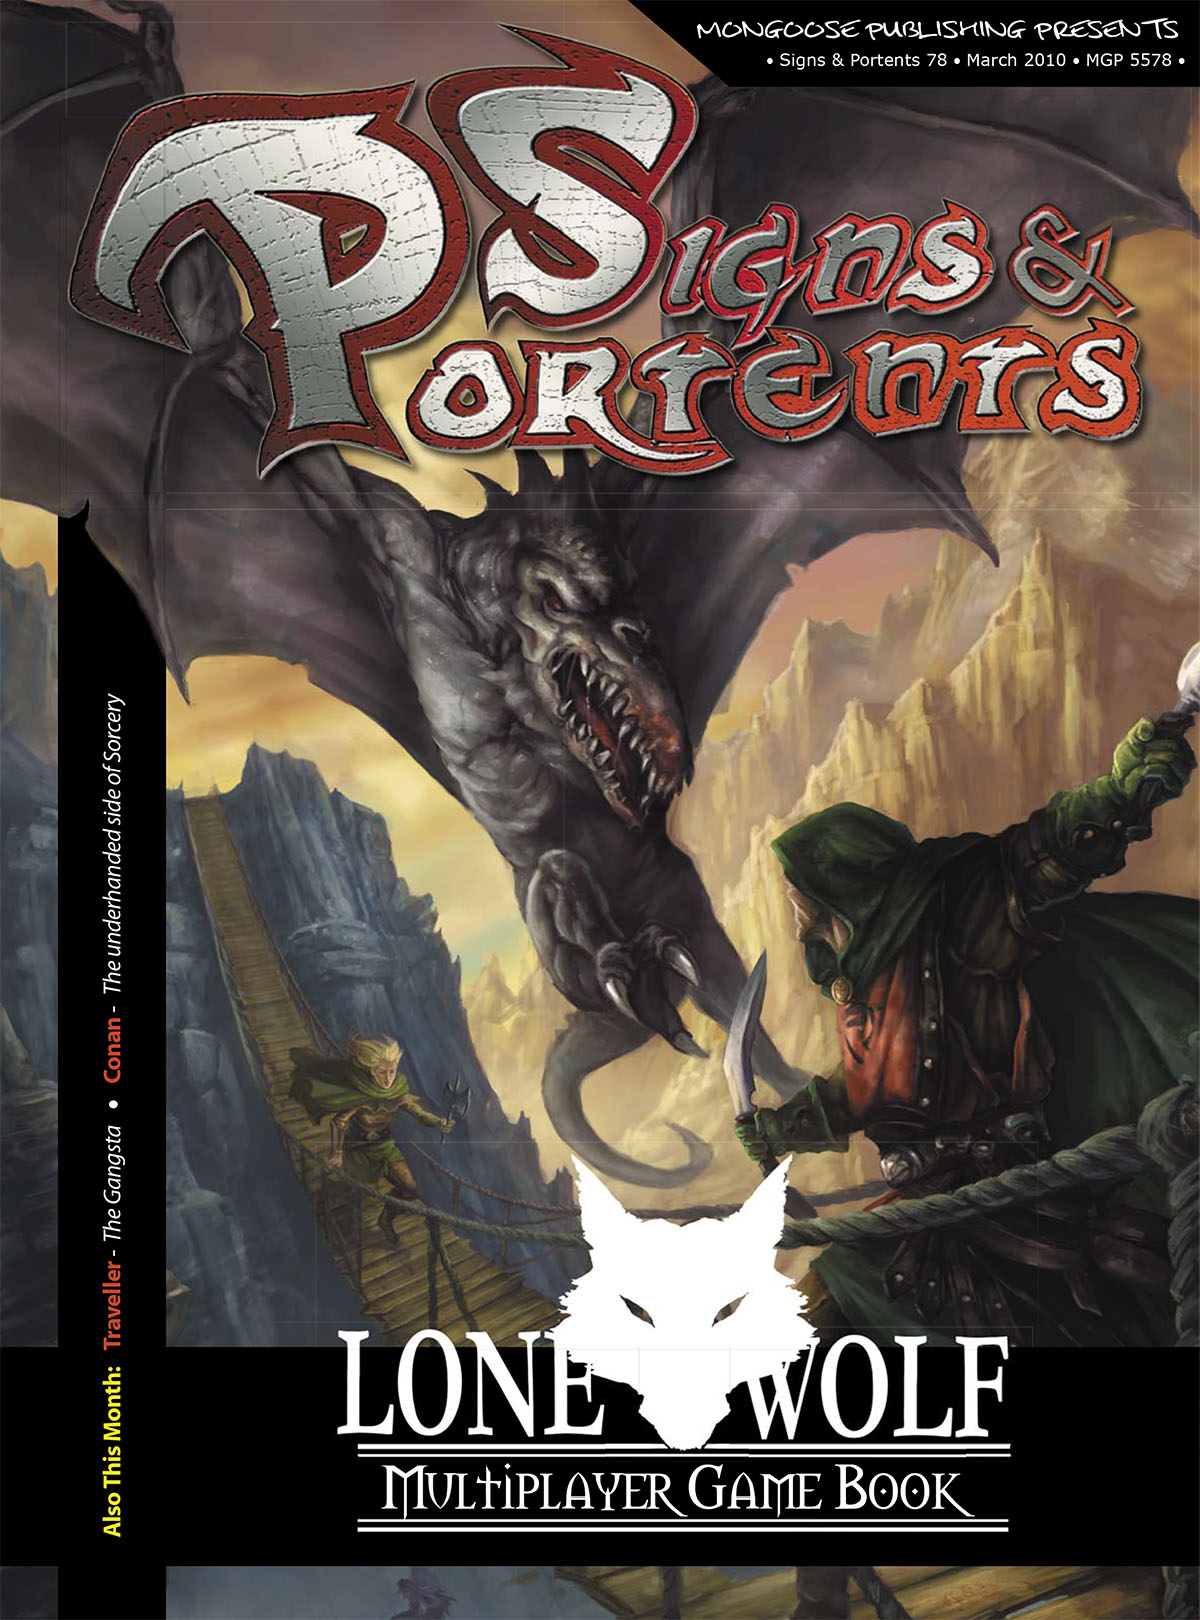 MONGOOSE PUBLISHING PRESENTS
• Signs & Portents 78 • March 2010 • MGP 5578 •
PS
Signs &
Portents
Also This Month: Traveller - The Gangsta • Conan - The underhanded side of Sorcery
LONE WOLF
Multiplayer Game Book